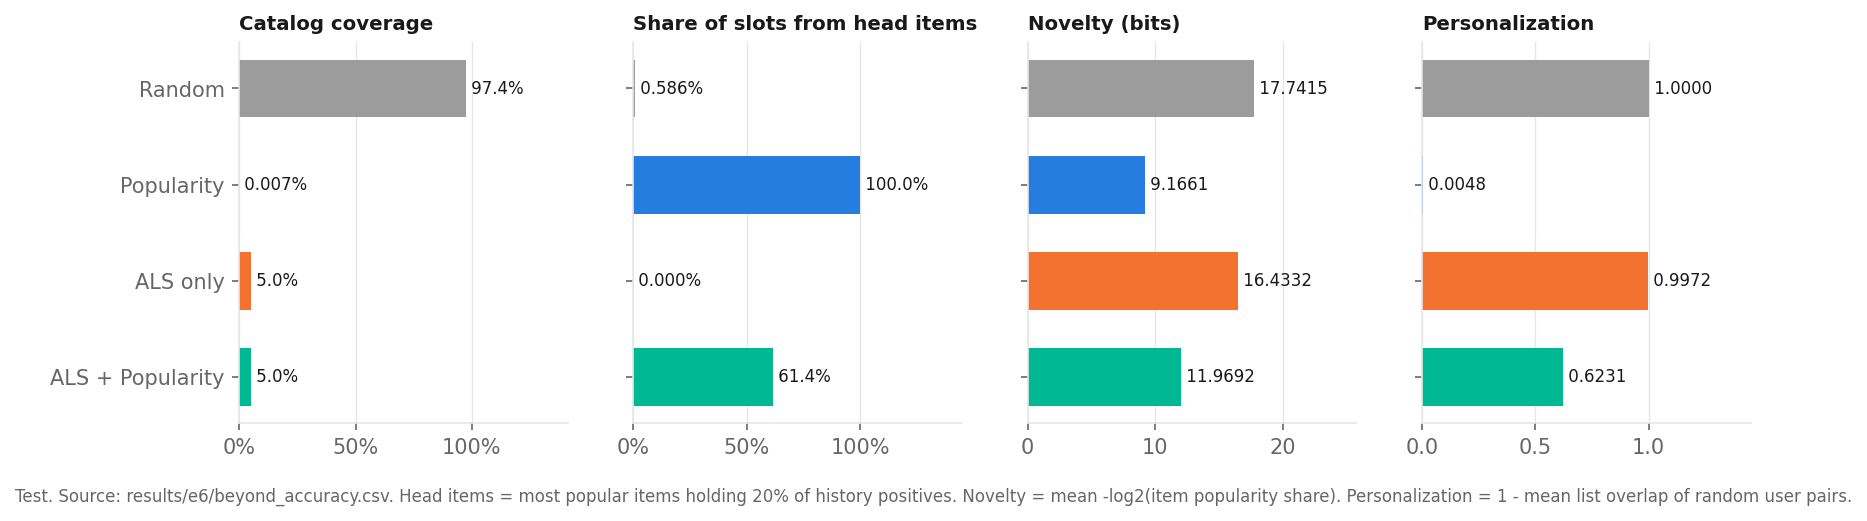 Catalog coverage
Share of slots from head items
Novelty (bits)
Personalization
Random
97.4%
0.586%
17.7415
1.0000
Popularity
0.007%
100.0%
9.1661
0.0048
ALS only
5.0%
0.000%
16.4332
0.9972
ALS + Popularity
5.0%
61.4%
11.9692
0.6231
0% 50% 100%
0% 50% 100%
0 10 20
0.0 0.5 1.0
Test. Source: results/e6/beyond_accuracy.csv. Head items = most popular items holding 20% of history positives. Novelty = mean -log2(item popularity share). Personalization = 1 - mean list overlap of random user pairs.